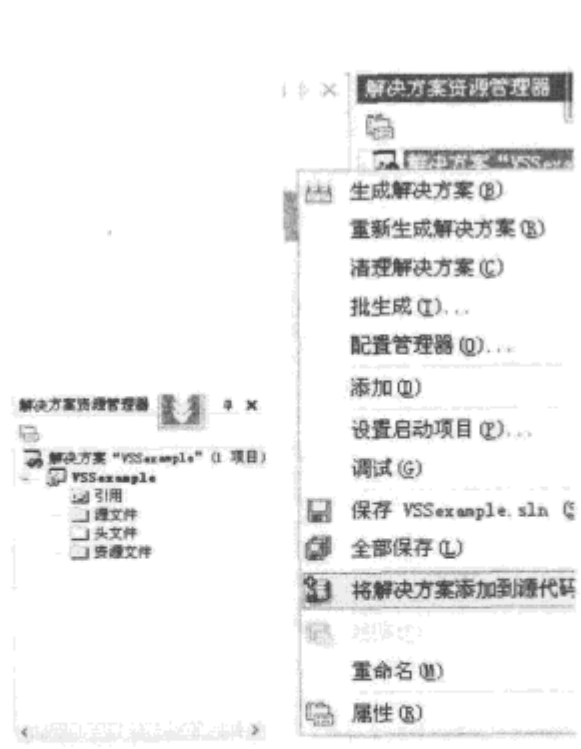 解决方案资源管理器
解决方案 "VSSexample" (1 项目)
VSSexample
引用
源文件
头文件
资源文件
解决方案资源管理器
解决方案 "VSSexa
生成解决方案(B)
重新生成解决方案(R)
清理解决方案(C)
批生成(T)...
配置管理器(O)...
添加(D)
设置启动项目(P)...
调试(G)
保存 VSSexample.sln (S
全部保存(L)
将解决方案添加到源代码
重命名(M)
属性(R)